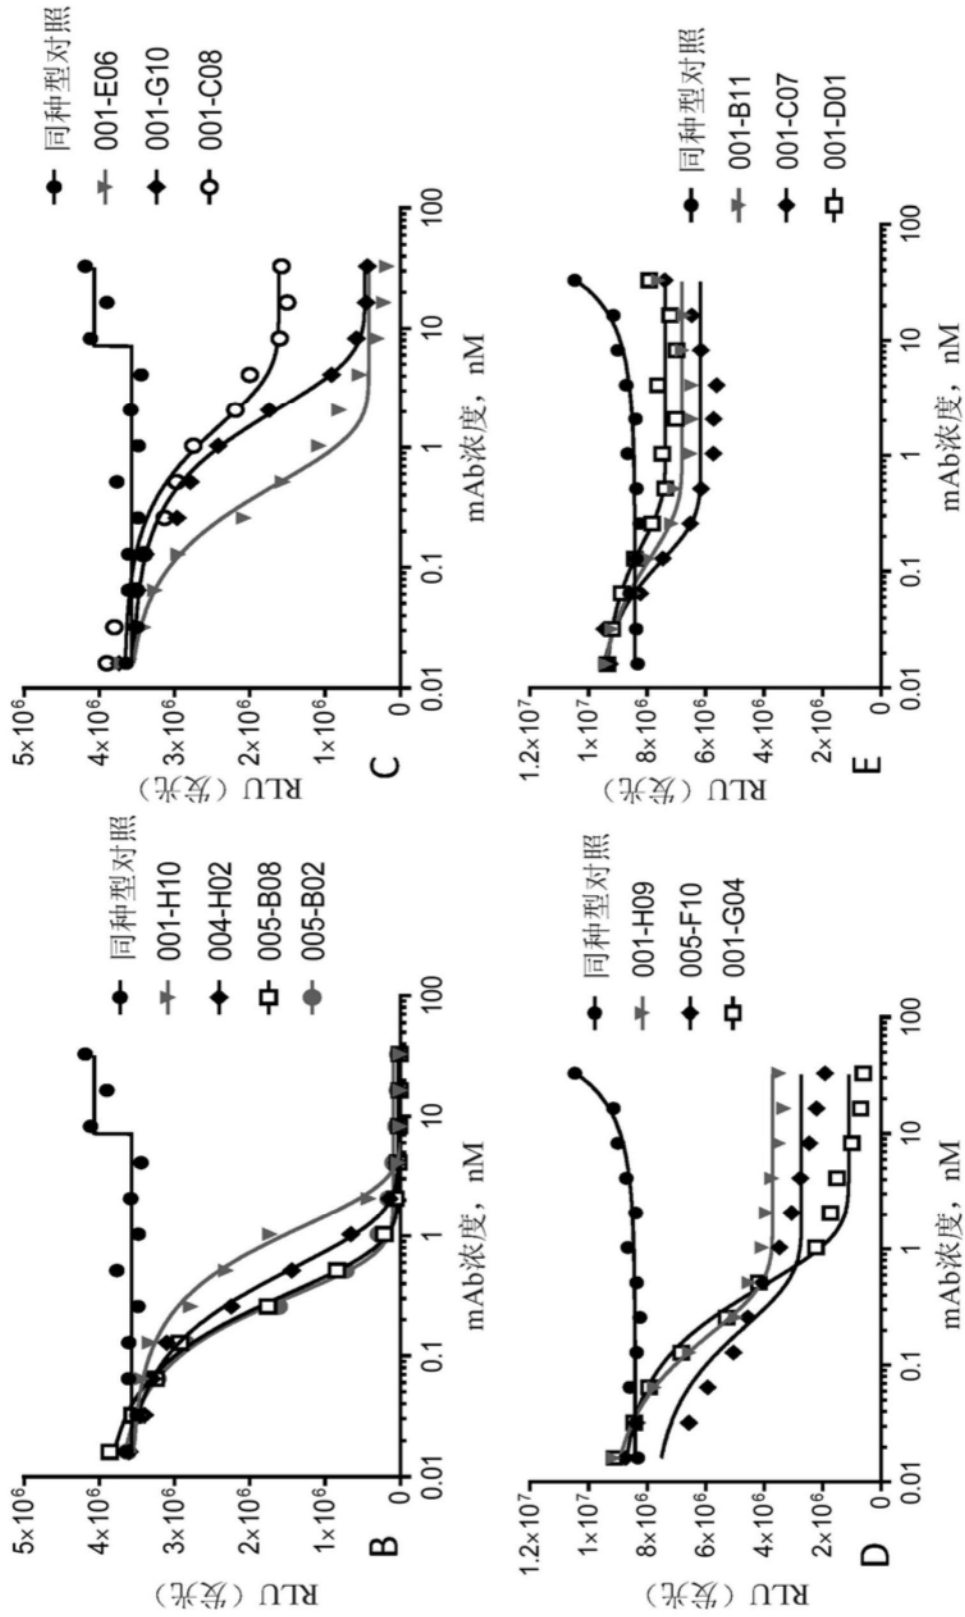 5×10⁶
4×10⁶
3×10⁶
2×10⁶
1×10⁶
0
RLU（发光）
B
0.01
0.1
1
10
100
mAb浓度，nM
同种型对照
001-H10
004-H02
005-B08
005-B02
5×10⁶
4×10⁶
3×10⁶
2×10⁶
1×10⁶
0
RLU（发光）
C
0.01
0.1
1
10
100
mAb浓度，nM
同种型对照
001-E06
001-G10
001-C08
1.2×10⁷
1×10⁷
8×10⁶
6×10⁶
4×10⁶
2×10⁶
0
RLU（发光）
D
0.01
0.1
1
10
100
mAb浓度，nM
同种型对照
001-H09
005-F10
001-G04
1.2×10⁷
1×10⁷
8×10⁶
6×10⁶
4×10⁶
2×10⁶
0
RLU（发光）
E
0.01
0.1
1
10
100
mAb浓度，nM
同种型对照
001-B11
001-C07
001-D01